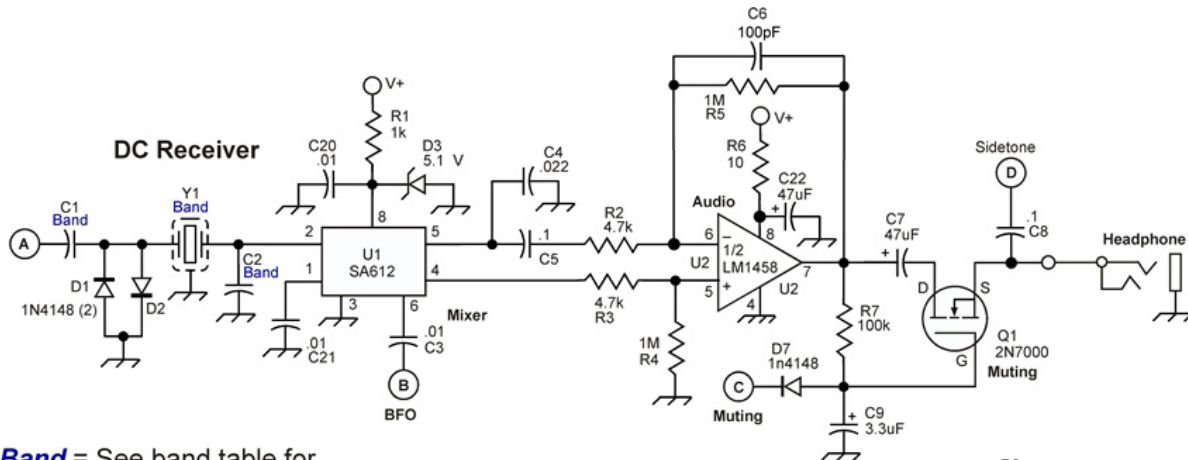 C6
100pF
1M
R5
V+
R1
1k
V+
DC Receiver
C20
.01
D3
5.1 V
C4
.022
R6
10
C22
47uF
+
Sidetone
D
Y1
Band
C1
Band
Audio
R2
4.7k
C7
47uF
+
.1
C8
A
8
2
5
.1
C5
6
8
1/2
U2
LM1458
7
Headphone
U1
SA612
C2
Band
1
4
5
+
U2
4
D
S
D1
1N4148 (2)
D2
3
6
Mixer
4.7k
R3
R7
100k
Q1
2N7000
G
Muting
.01
C21
.01
C3
1M
R4
D7
1n4148
B
BFO
C
Muting
+
C9
3.3uF
Band = See band table for